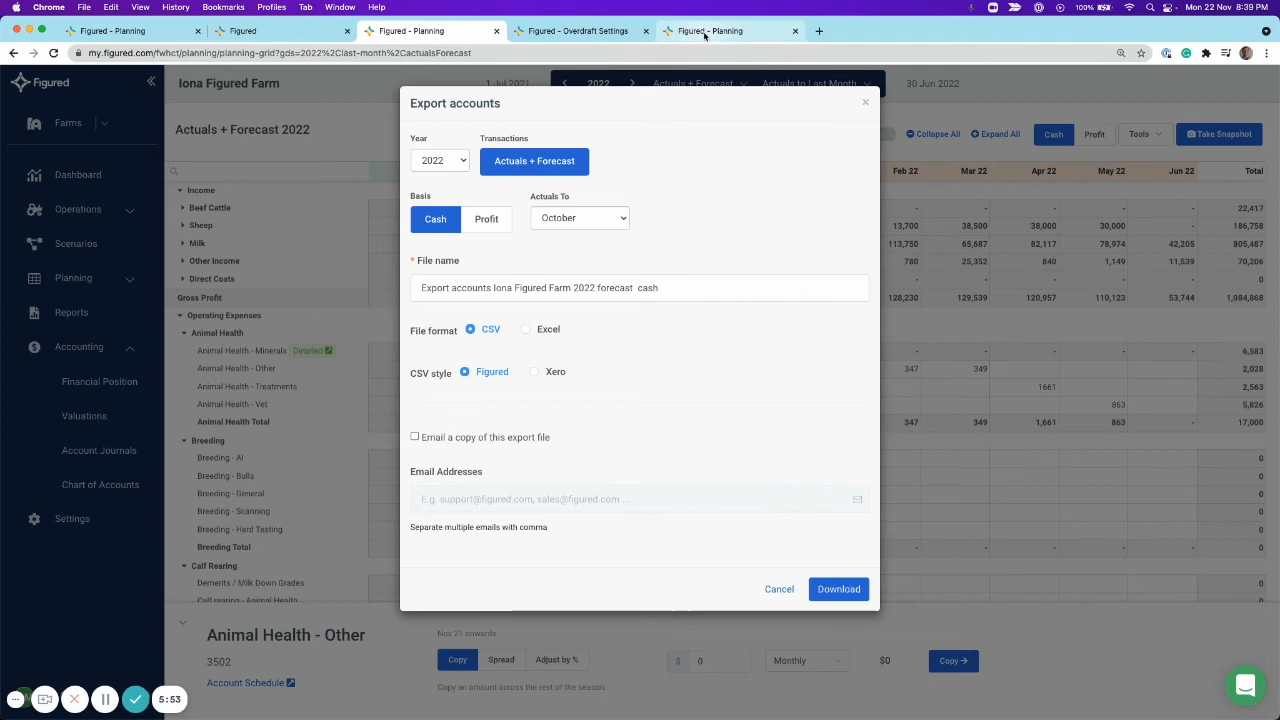 Chrome File Edit View History Bookmarks Profiles Tab Window Help Mon 22 Nov 8:39 PM
Figured - Planning Figured Figured - Planning Figured - Overdraft Settings Figured - Planning
my.figured.com/fwhct/planning/planning-grid?gds=2022%2Clast-month%2CactualsForecast
Figured
Iona Figured Farm 1 Jul 2021 2022 Actuals + Forecast Actuals to Last Month 30 Jun 2022
Farms
Dashboard
Operations
Scenarios
Planning
Reports
Accounting
Financial Position
Valuations
Account Journals
Chart of Accounts
Settings
Actuals + Forecast 2022 Collapse All Expand All Cash Profit Tools Take Snapshot
Feb 22 Mar 22 Apr 22 May 22 Jun 22 Total
Income
Beef Cattle - - - - - 22,417
Sheep 13,700 38,500 38,000 30,000 - 186,758
Milk 113,750 65,687 82,117 78,974 42,205 805,487
Other Income 780 25,352 840 1,149 11,539 70,206
Direct Costs - - - - - -
Gross Profit 128,230 129,539 120,957 110,123 53,744 1,084,868
Operating Expenses
Animal Health
Animal Health - Minerals Detailed 6,583
Animal Health - Other 347 349 2,028
Animal Health - Treatments 1661 2,563
Animal Health - Vet 863 5,826
Animal Health Total 347 349 1,661 863 - 17,000
Breeding
Breeding - AI 0
Breeding - Bulls 0
Breeding - General 0
Breeding - Scanning 0
Breeding - Herd Testing 0
Breeding Total - - - - - 0
Calf Rearing
Demerits / Milk Down Grades 0
Calf rearing - Animal Health 0
Export accounts
×
Year Transactions
2022 Actuals + Forecast
Basis Actuals To
Cash Profit October
* File name
Export accounts Iona Figured Farm 2022 forecast cash
File format CSV Excel
CSV style Figured Xero
Email a copy of this export file
Email Addresses
E.g. support@figured.com, sales@figured.com ...
Separate multiple emails with comma
Cancel Download
Animal Health - Other
3502
Account Schedule
Nov 21 onwards
Copy Spread Adjust by % $ 0 Monthly $0 Copy
Copy an amount across the rest of the season.
5:53